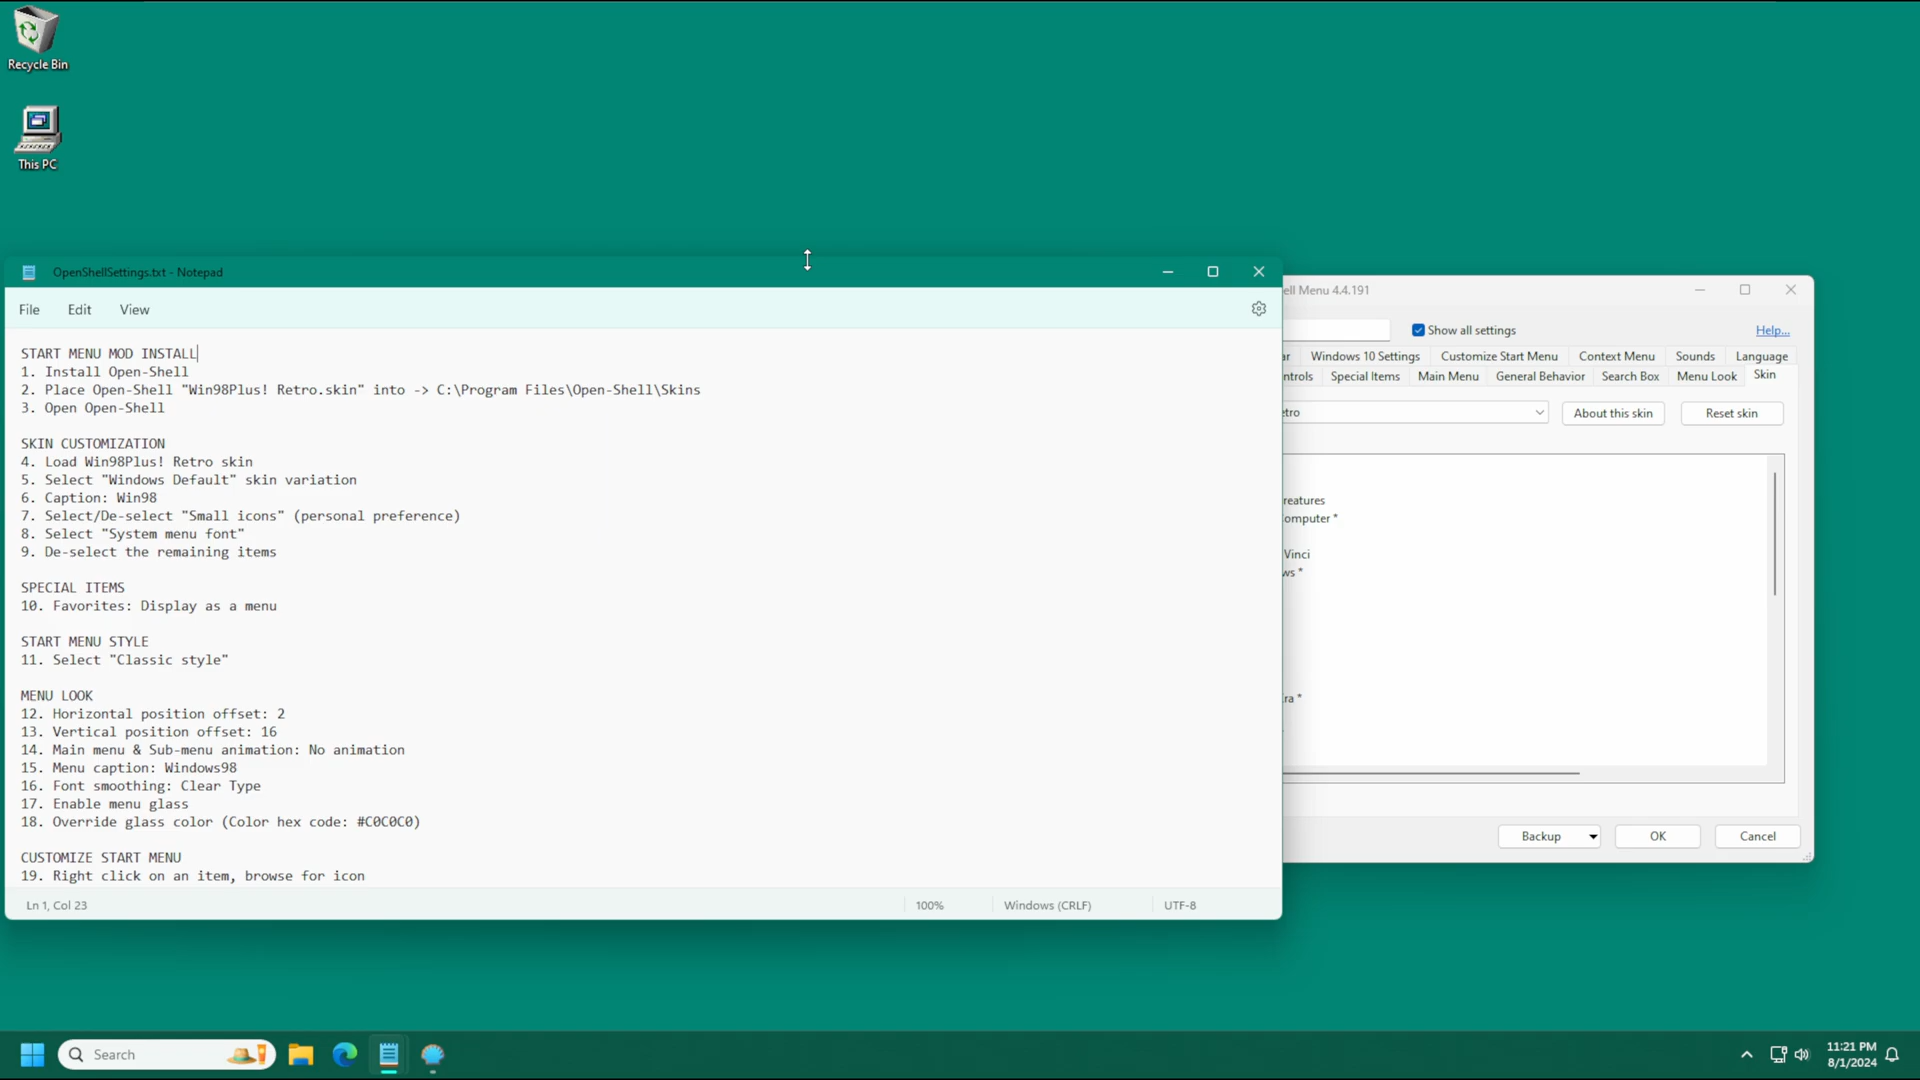 Recycle Bin
This PC
OpenShellSettings.txt - Notepad
File Edit View
START MENU MOD INSTALL
1. Install Open-Shell
2. Place Open-Shell "Win98Plus! Retro.skin" into -> C:\Program Files\Open-Shell\Skins
3. Open Open-Shell
SKIN CUSTOMIZATION
4. Load Win98Plus! Retro skin
5. Select "Windows Default" skin variation
6. Caption: Win98
7. Select/De-select "Small icons" (personal preference)
8. Select "System menu font"
9. De-select the remaining items
SPECIAL ITEMS
10. Favorites: Display as a menu
START MENU STYLE
11. Select "Classic style"
MENU LOOK
12. Horizontal position offset: 2
13. Vertical position offset: 16
14. Main menu & Sub-menu animation: No animation
15. Menu caption: Windows98
16. Font smoothing: Clear Type
17. Enable menu glass
18. Override glass color (Color hex code: #C0C0C0)
CUSTOMIZE START MENU
19. Right click on an item, browse for icon
Ln 1, Col 23 100% Windows (CRLF) UTF-8
ell Menu 4.4.191
Show all settings Help...
ar Windows 10 Settings Customize Start Menu Context Menu Sounds Language
ntrols Special Items Main Menu General Behavior Search Box Menu Look Skin
etro About this skin Reset skin
reatures
omputer *
Vinci
ws *
ra *
Backup OK Cancel
Search
11:21 PM
8/1/2024